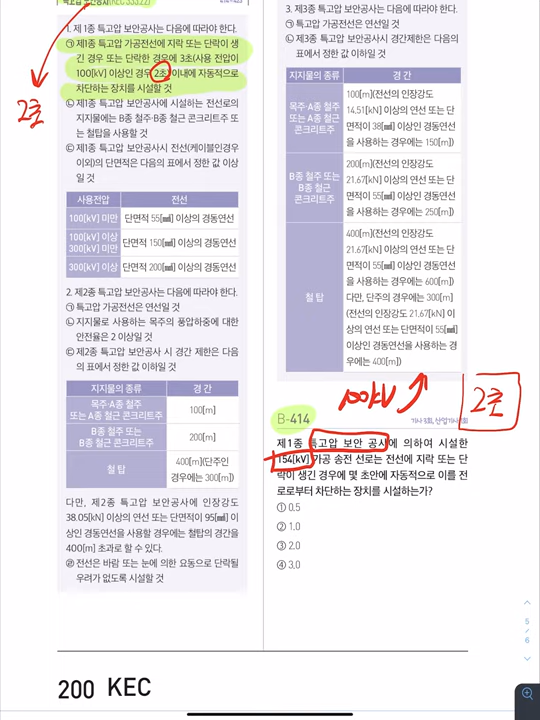 특고압 보안공사(KEC 333.22)
1. 제1종 특고압 보안공사는 다음에 따라야 한다.
㉠ 제1종 특고압 가공전선에 지락 또는 단락이 생
긴 경우 또는 단락한 경우에 3초(사용 전압이
100[kV] 이상인 경우 2초) 이내에 자동적으로
차단하는 장치를 시설할 것
2초
㉡ 제1종 특고압 보안공사에 시설하는 전선로의
지지물에는 B종 철주·B종 철근 콘크리트주 또
는 철탑을 사용할 것
㉢ 제1종 특고압 보안공사시 전선(케이블인경우
이외)의 단면적은 다음의 표에서 정한 값 이상
일 것
사용전압 전선
100[kV] 미만 단면적 55[㎟] 이상의 경동연선
100[kV] 이상
300[kV] 미만 단면적 150[㎟] 이상의 경동연선
300[kV] 이상 단면적 200[㎟] 이상의 경동연선
2. 제2종 특고압 보안공사는 다음에 따라야 한다.
㉠ 특고압 가공전선은 연선일 것
㉡ 지지물로 사용하는 목주의 풍압하중에 대한
안전율은 2 이상일 것
㉢ 제2종 특고압 보안공사 시 경간 제한은 다음
의 표에서 정한 값 이하일 것
지지물의 종류 경 간
목주·A종 철주
또는 A종 철근 콘크리트주 100[m]
B종 철주 또는
B종 철근 콘크리트주 200[m]
철 탑 400[m](단주인
경우에는 300[m])
다만, 제2종 특고압 보안공사에 인장강도
38.05[kN] 이상의 연선 또는 단면적이 95[㎟] 이
상인 경동연선을 사용할 경우에는 철탑의 경간을
400[m] 초과로 할 수 있다.
㉣ 전선은 바람 또는 눈에 의한 요동으로 단락될
우려가 없도록 시설할 것
3. 제3종 특고압 보안공사는 다음에 따라야 한다.
㉠ 특고압 가공전선은 연선일 것
㉡ 제3종 특고압 보안공사시 경간제한은 다음의
표에서 정한 값 이하일 것
지지물의 종류 경 간
목주·A종 철주
또는 A종 철근
콘크리트주
100[m](전선의 인장강도
14.51[kN] 이상의 연선 또는 단
면적이 38[㎟] 이상인 경동연선
을 사용하는 경우에는 150[m])
B종 철주 또는
B종 철근
콘크리트주
200[m](전선의 인장강도
21.67[kN] 이상의 연선 또는 단
면적이 55[㎟] 이상인 경동연선
을 사용하는 경우에는 250[m])
철 탑
400[m](전선의 인장강도
21.67[kN] 이상의 연선 또는 단
면적이 55[㎟] 이상인 경동연선
을 사용하는 경우에는 600[m])
다만, 단주의 경우에는 300[m]
(전선의 인장강도 21.67[kN] 이
상의 연선 또는 단면적이 55[㎟]
이상인 경동연선을 사용하는 경
우에는 400[m])
100kV
2초
B-414
제1종 특고압 보안 공사에 의하여 시설한
154[kV] 가공 송전 선로는 전선에 지락 또는 단
락이 생긴 경우에 몇 초안에 자동적으로 이를 전
로로부터 차단하는 장치를 시설하는가?
① 0.5
② 1.0
③ 2.0
④ 3.0
5
/
6
200 KEC